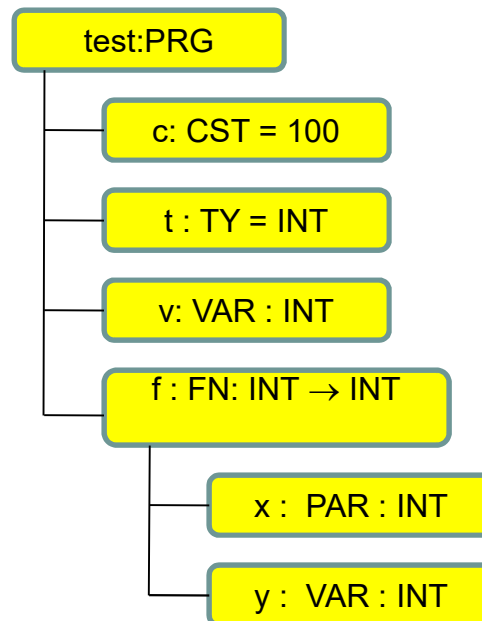 test:PRG
c: CST = 100
t : TY = INT
v: VAR : INT
f : FN: INT → INT
x : PAR : INT
y : VAR : INT